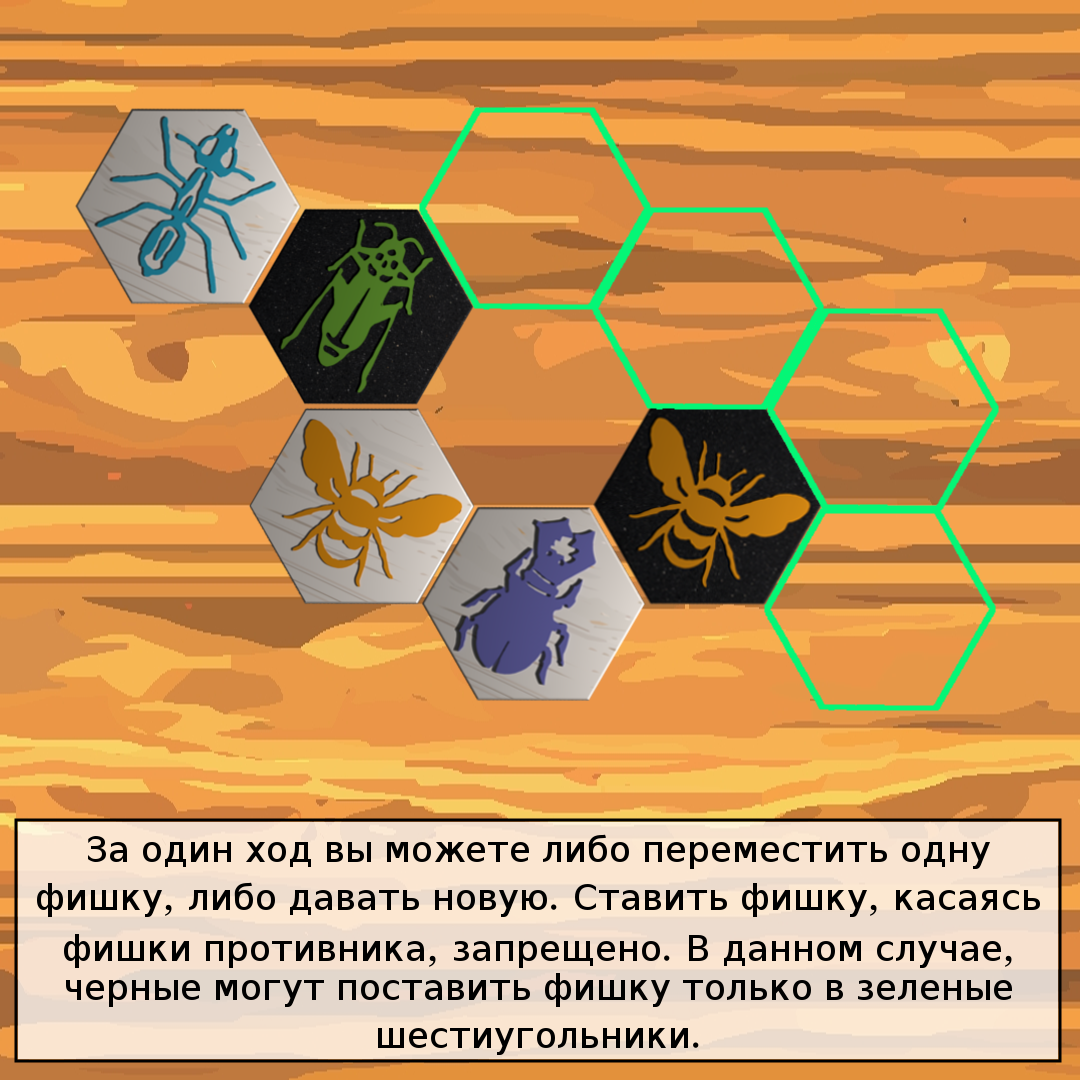 За один ход вы можете либо переместить одну
фишку, либо давать новую. Ставить фишку, касаясь
фишки противника, запрещено. В данном случае,
черные могут поставить фишку только в зеленые
шестиугольники.